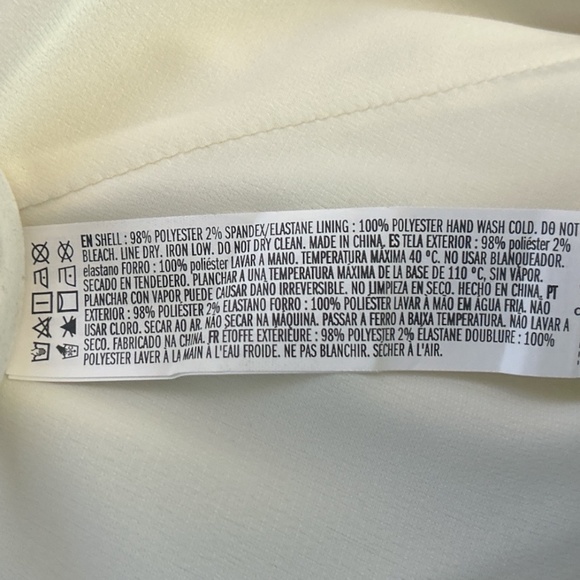 EN SHELL : 98% POLYESTER 2% SPANDEX/ELASTANE LINING : 100% POLYESTER HAND WASH COLD. DO NOT
BLEACH. LINE DRY. IRON LOW. DO NOT DRY CLEAN. MADE IN CHINA. ES TELA EXTERIOR : 98% poliéster 2%
elastano FORRO : 100% poliéster LAVAR A MANO. TEMPERATURA MÁXIMA 40 ºC. NO USAR BLANQUEADOR.
SECADO EN TENDEDERO. PLANCHAR A UNA TEMPERATURA MÁXIMA DE LA BASE DE 110 ºC, SIN VAPOR.
PLANCHAR CON VAPOR PUEDE CAUSAR DAÑO IRREVERSIBLE. NO LIMPIEZA EN SECO. HECHO EN CHINA. PT
EXTERIOR : 98% POLIÉSTER 2% ELASTANO FORRO : 100% POLIÉSTER LAVAR À MÃO EM ÁGUA FRIA. NÃO
USAR CLORO. SECAR AO AR. NÃO SECAR NA MÁQUINA. PASSAR A FERRO A BAIXA TEMPERATURA. NÃO LAVAR A
SECO. FABRICADO NA CHINA. FR ÉTOFFE EXTÉRIEURE : 98% POLYESTER 2% ÉLASTANE DOUBLURE : 100%
POLYESTER LAVER À LA MAIN À L'EAU FROIDE. NE PAS BLANCHIR. SÉCHER À L'AIR.